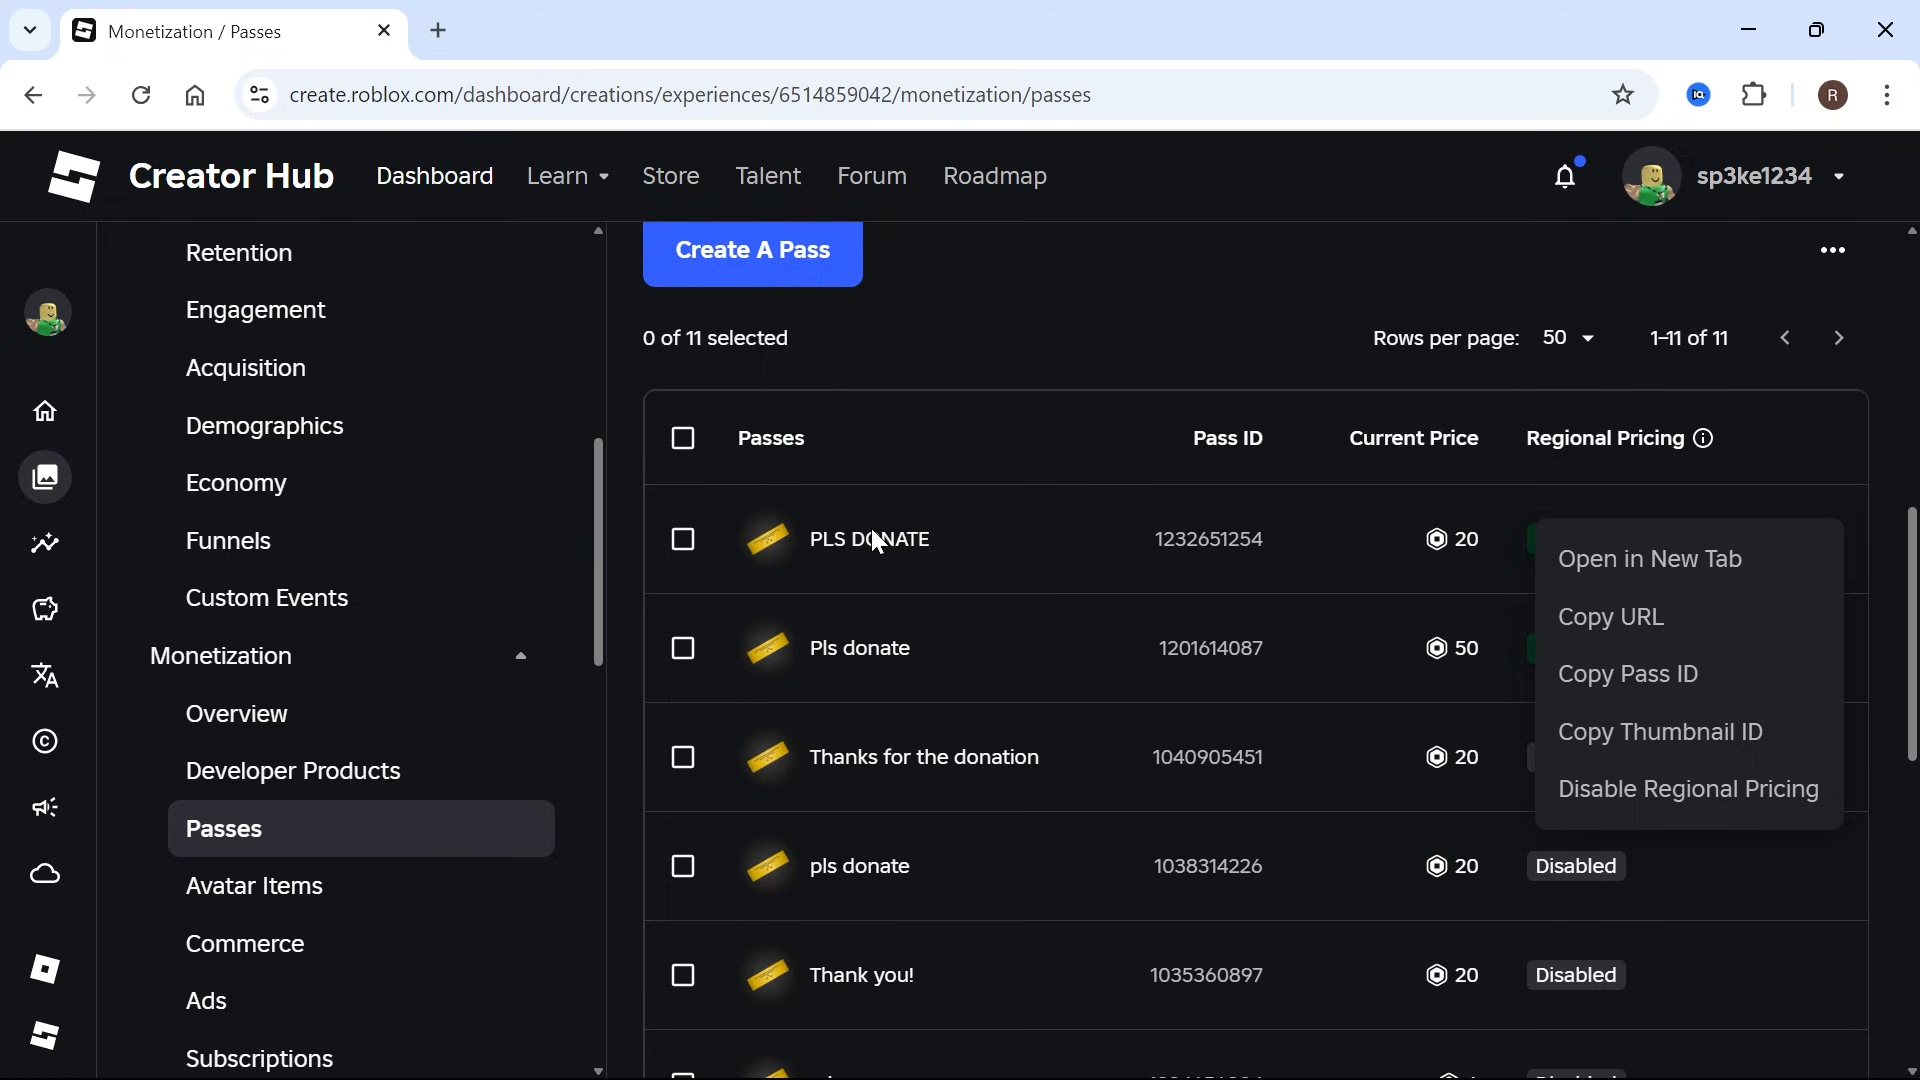 Monetization / Passes
create.roblox.com/dashboard/creations/experiences/6514859042/monetization/passes
R
Creator Hub
Dashboard
Learn
Store
Talent
Forum
Roadmap
sp3ke1234
Retention
Engagement
Acquisition
Demographics
Economy
Funnels
Custom Events
Monetization
Overview
Developer Products
Passes
Avatar Items
Commerce
Ads
Subscriptions
Create A Pass
0 of 11 selected
Rows per page: 50
1–11 of 11
Passes Pass ID Current Price Regional Pricing
PLS DONATE 1232651254 20
Pls donate 1201614087 50
Thanks for the donation 1040905451 20
pls donate 1038314226 20 Disabled
Thank you! 1035360897 20 Disabled
Open in New Tab
Copy URL
Copy Pass ID
Copy Thumbnail ID
Disable Regional Pricing